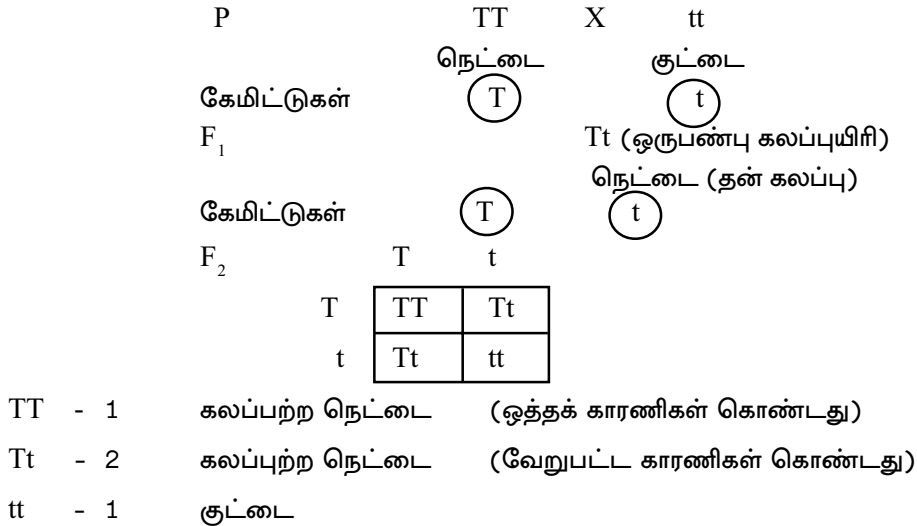 P TT X tt
நெட்டை குட்டை
கேமிட்டுகள் T t
F₁ Tt (ஒருபண்பு கலப்புயிரி)
நெட்டை (தன் கலப்பு)
கேமிட்டுகள் T t
F₂ T t
T TT Tt
t Tt tt
TT - 1 கலப்பற்ற நெட்டை (ஒத்தக் காரணிகள் கொண்டது)
Tt - 2 கலப்புற்ற நெட்டை (வேறுபட்ட காரணிகள் கொண்டது)
tt - 1 குட்டை